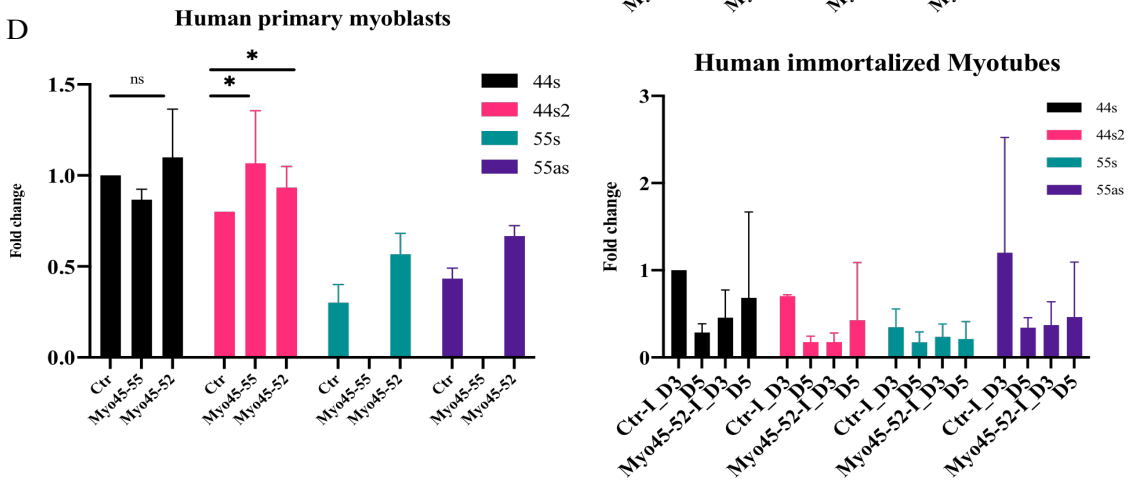 D
Human primary myoblasts
Fold change
1.5
1.0
0.5
0.0
ns
*
*
44s
44s2
55s
55as
Ctr
Myo45-55
Myo45-52
Ctr
Myo45-55
Myo45-52
Ctr
Myo45-55
Myo45-52
Ctr
Myo45-55
Myo45-52
Human immortalized Myotubes
Fold change
3
2
1
0
44s
44s2
55s
55as
Ctr-I_D3
D5
Myo45-52-I_D3
D5
Ctr-I_D3
D5
Myo45-52-I_D3
D5
Ctr-I_D3
D5
Myo45-52-I_D3
D5
Ctr-I_D3
D5
Myo45-52-I_D3
D5